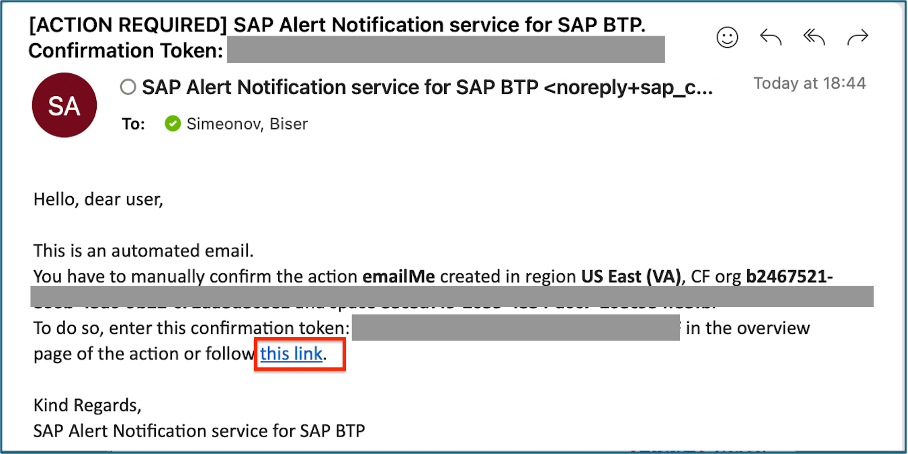 [ACTION REQUIRED] SAP Alert Notification service for SAP BTP.
Confirmation Token:
SA
SAP Alert Notification service for SAP BTP <noreply+sap_c...
Today at 18:44
To: Simeonov, Biser
Hello, dear user,
This is an automated email.
You have to manually confirm the action emailMe created in region US East (VA), CF org b2467521-
To do so, enter this confirmation token: in the overview
page of the action or follow this link.
Kind Regards,
SAP Alert Notification service for SAP BTP